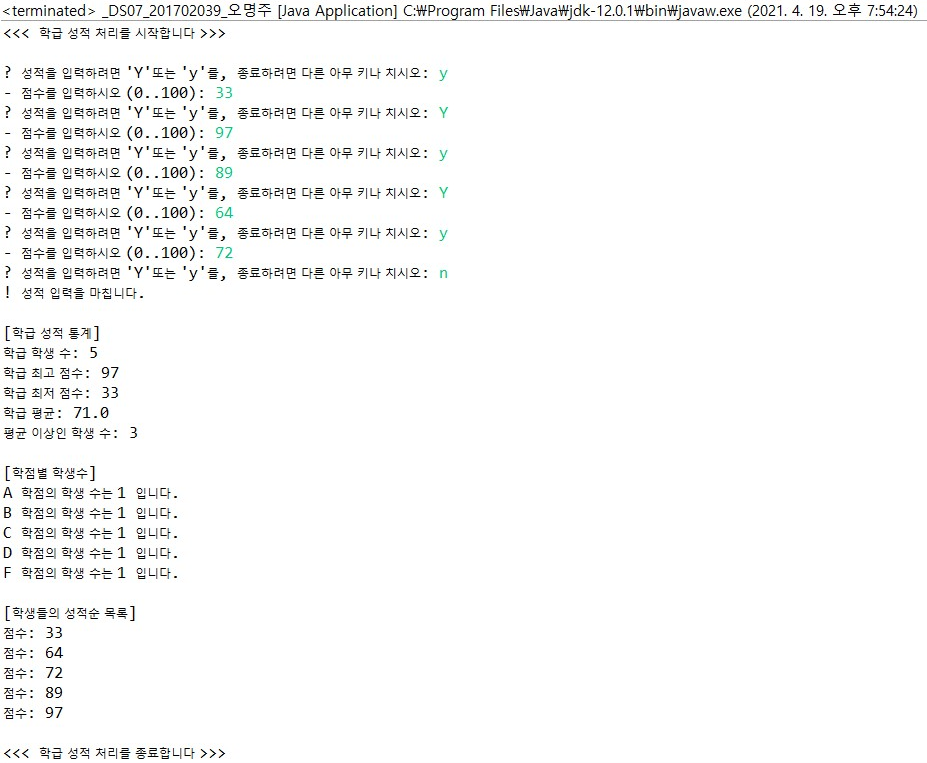 <terminated> _DS07_201702039_오명주 [Java Application] C:₩Program Files₩Java₩jdk-12.0.1₩bin₩javaw.exe (2021. 4. 19. 오후 7:54:24)
<<< 학급 성적 처리를 시작합니다 >>>
? 성적을 입력하려면 'Y'또는 'y'를, 종료하려면 다른 아무 키나 치시오: y
- 점수를 입력하시오 (0..100): 33
? 성적을 입력하려면 'Y'또는 'y'를, 종료하려면 다른 아무 키나 치시오: Y
- 점수를 입력하시오 (0..100): 97
? 성적을 입력하려면 'Y'또는 'y'를, 종료하려면 다른 아무 키나 치시오: y
- 점수를 입력하시오 (0..100): 89
? 성적을 입력하려면 'Y'또는 'y'를, 종료하려면 다른 아무 키나 치시오: Y
- 점수를 입력하시오 (0..100): 64
? 성적을 입력하려면 'Y'또는 'y'를, 종료하려면 다른 아무 키나 치시오: y
- 점수를 입력하시오 (0..100): 72
? 성적을 입력하려면 'Y'또는 'y'를, 종료하려면 다른 아무 키나 치시오: n
! 성적 입력을 마칩니다.
[학급 성적 통계]
학급 학생 수: 5
학급 최고 점수: 97
학급 최저 점수: 33
학급 평균: 71.0
평균 이상인 학생 수: 3
[학점별 학생수]
A 학점의 학생 수는 1 입니다.
B 학점의 학생 수는 1 입니다.
C 학점의 학생 수는 1 입니다.
D 학점의 학생 수는 1 입니다.
F 학점의 학생 수는 1 입니다.
[학생들의 성적순 목록]
점수: 33
점수: 64
점수: 72
점수: 89
점수: 97
<<< 학급 성적 처리를 종료합니다 >>>